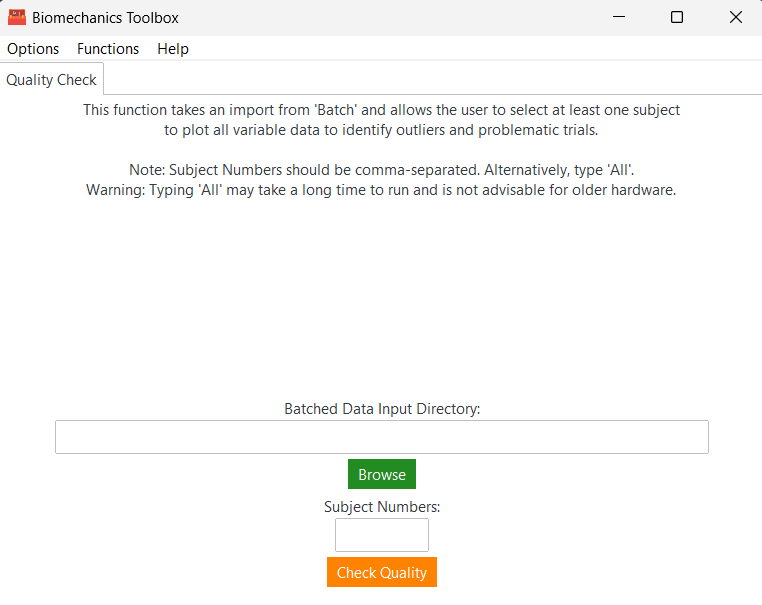 Biomechanics Toolbox
Options Functions Help
Quality Check
This function takes an import from 'Batch' and allows the user to select at least one subject
to plot all variable data to identify outliers and problematic trials.
Note: Subject Numbers should be comma-separated. Alternatively, type 'All'.
Warning: Typing 'All' may take a long time to run and is not advisable for older hardware.
Batched Data Input Directory:
Browse
Subject Numbers:
Check Quality